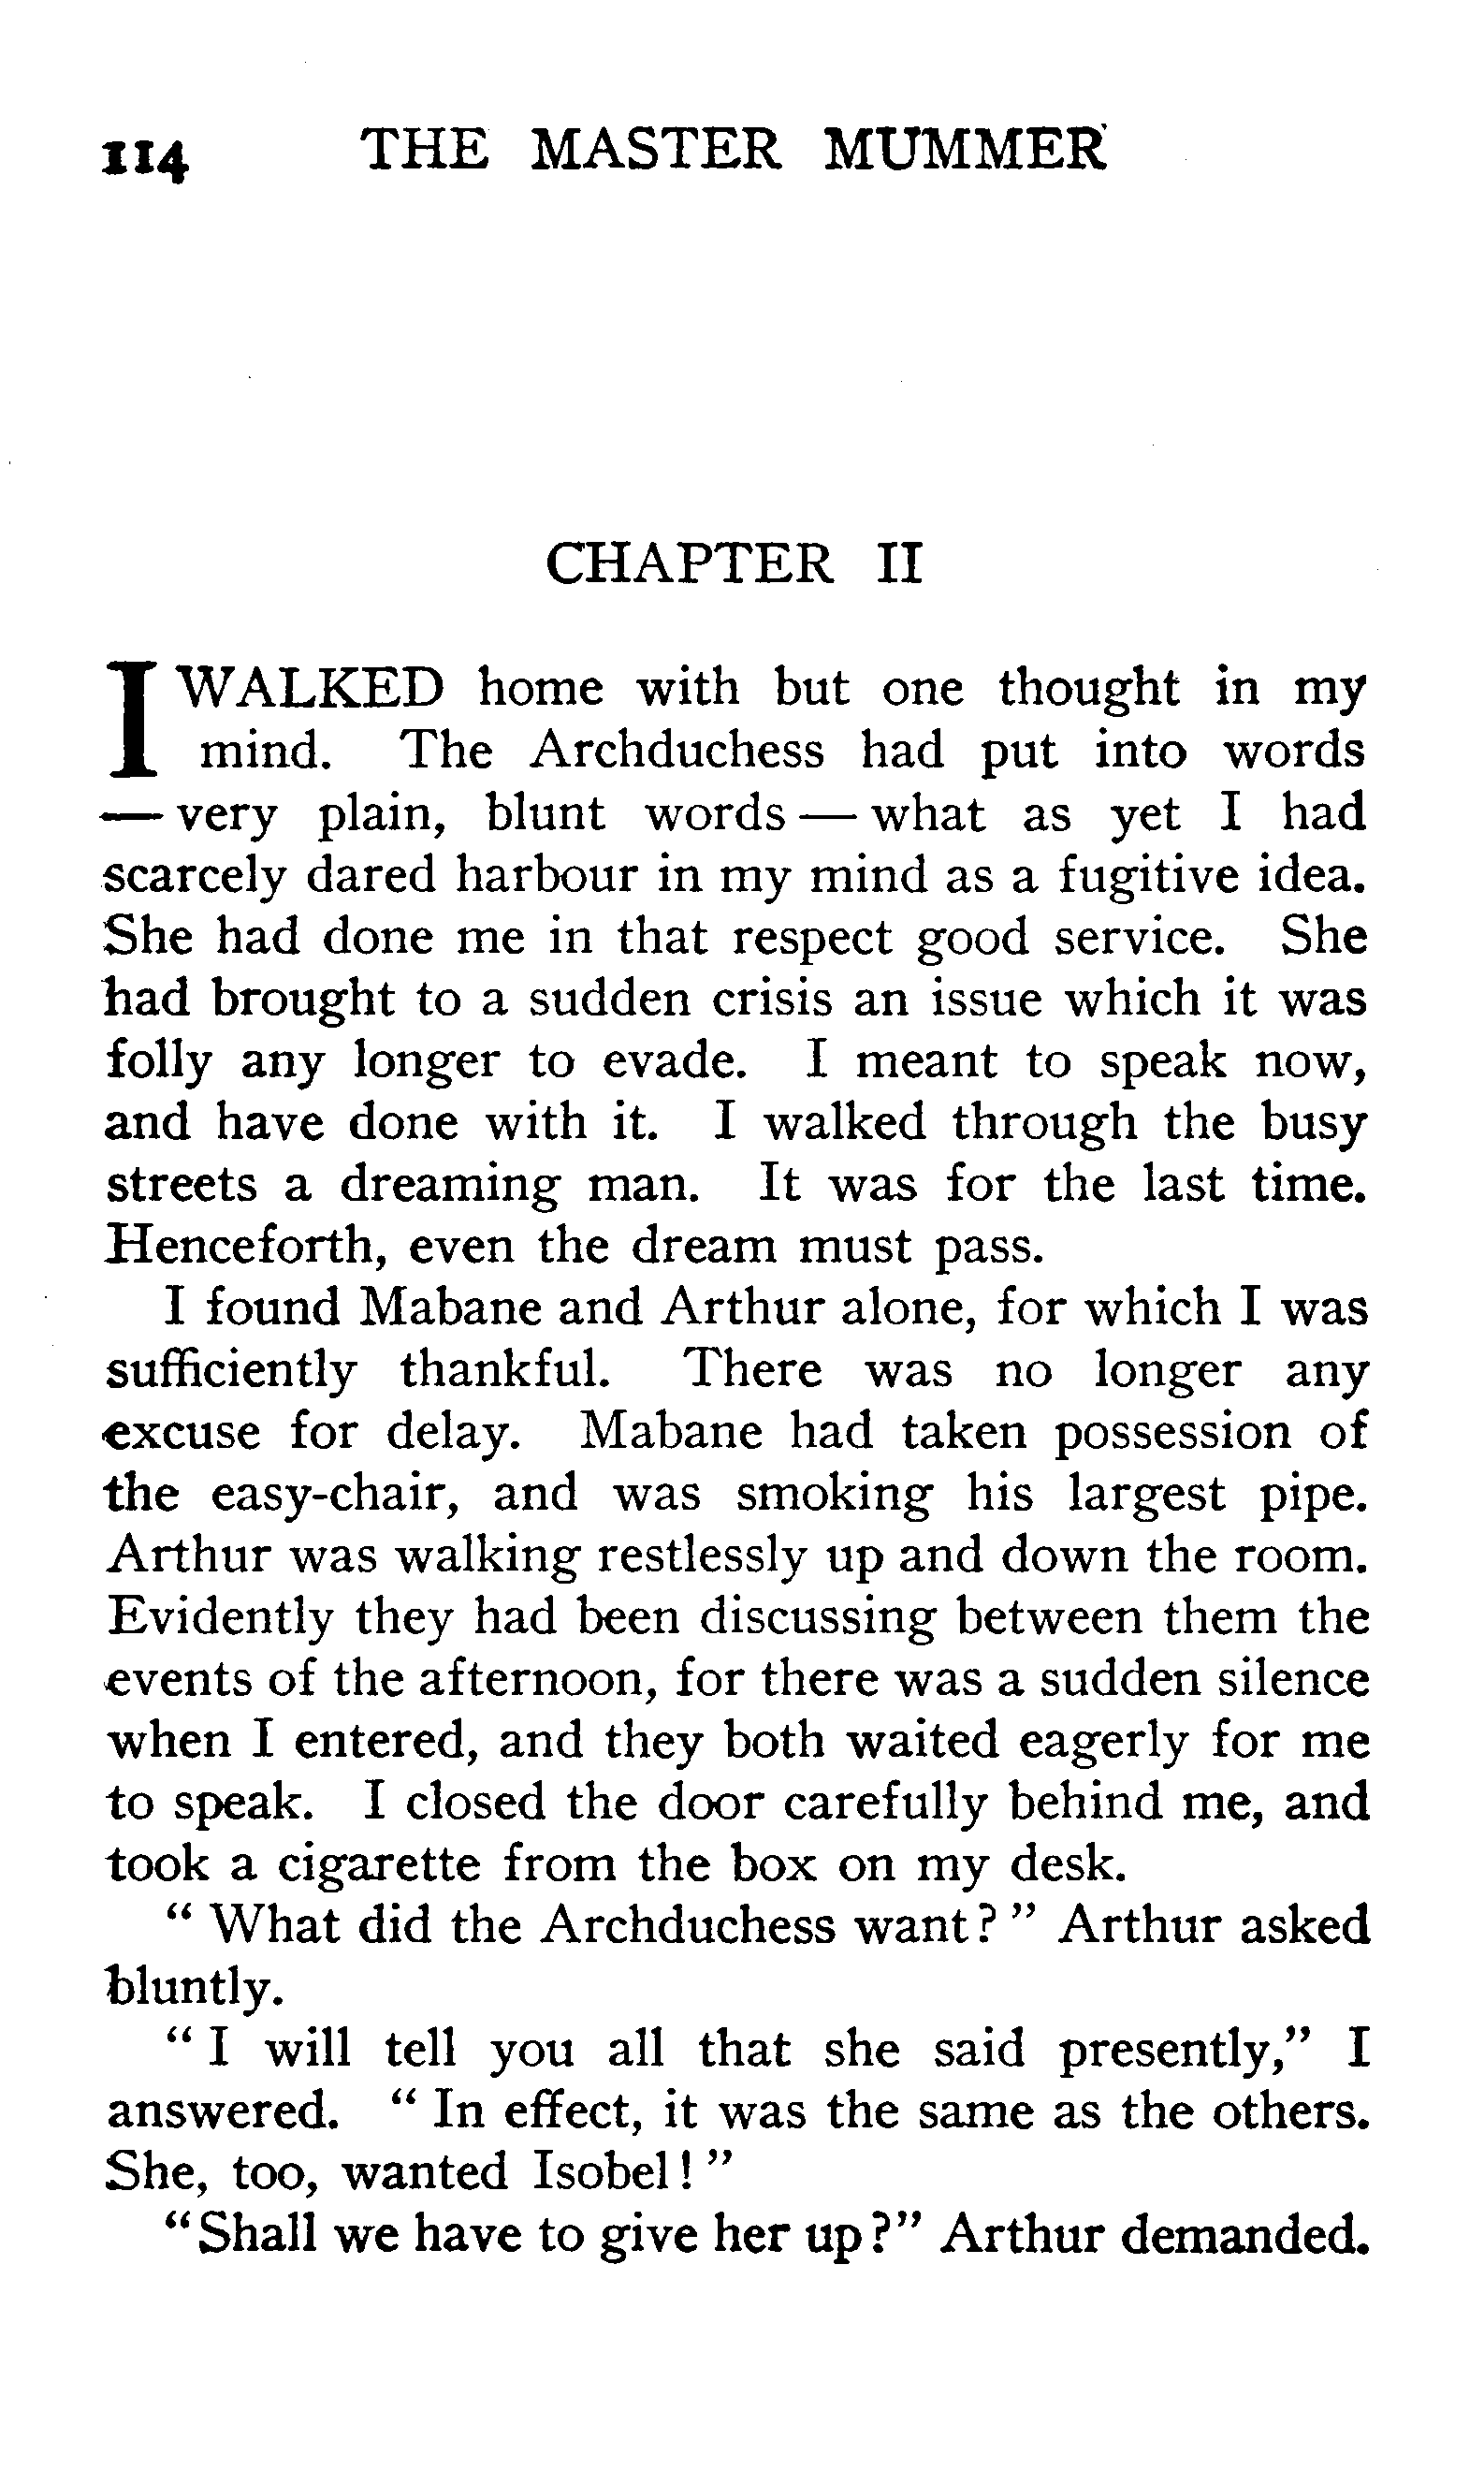 114 THE MASTER MUMMER
CHAPTER II
I WALKED home with but one thought in my
mind. The Archduchess had put into words
— very plain, blunt words — what as yet I had
scarcely dared harbour in my mind as a fugitive idea.
She had done me in that respect good service. She
had brought to a sudden crisis an issue which it was
folly any longer to evade. I meant to speak now,
and have done with it. I walked through the busy
streets a dreaming man. It was for the last time.
Henceforth, even the dream must pass.
I found Mabane and Arthur alone, for which I was
sufficiently thankful. There was no longer any
excuse for delay. Mabane had taken possession of
the easy-chair, and was smoking his largest pipe.
Arthur was walking restlessly up and down the room.
Evidently they had been discussing between them the
events of the afternoon, for there was a sudden silence
when I entered, and they both waited eagerly for me
to speak. I closed the door carefully behind me, and
took a cigarette from the box on my desk.
“ What did the Archduchess want ? ” Arthur asked
bluntly.
“ I will tell you all that she said presently,” I
answered. “ In effect, it was the same as the others.
She, too, wanted Isobel ! ”
“Shall we have to give her up ?” Arthur demanded.